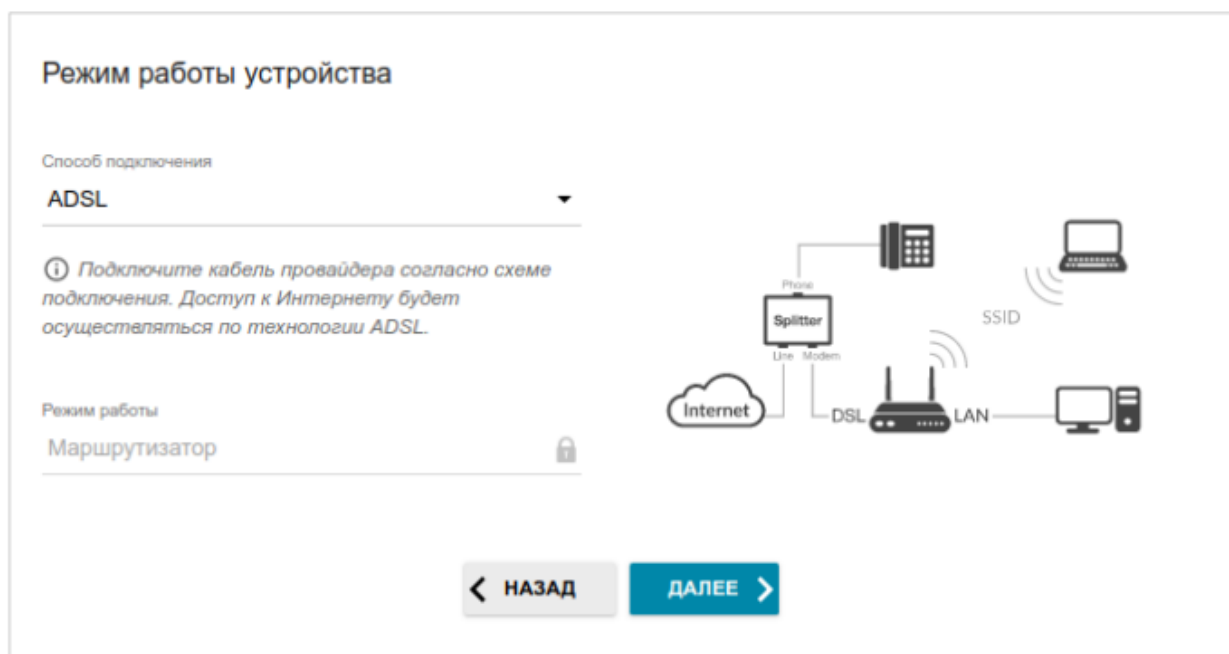 Режим работы устройства
Способ подключения
ADSL
Подключите кабель провайдера согласно схеме
подключения. Доступ к Интернету будет
осуществляться по технологии ADSL.
Режим работы
Маршрутизатор
Phone
Splitter
Line Modem
SSID
Internet
DSL
LAN
НАЗАД
ДАЛЕЕ